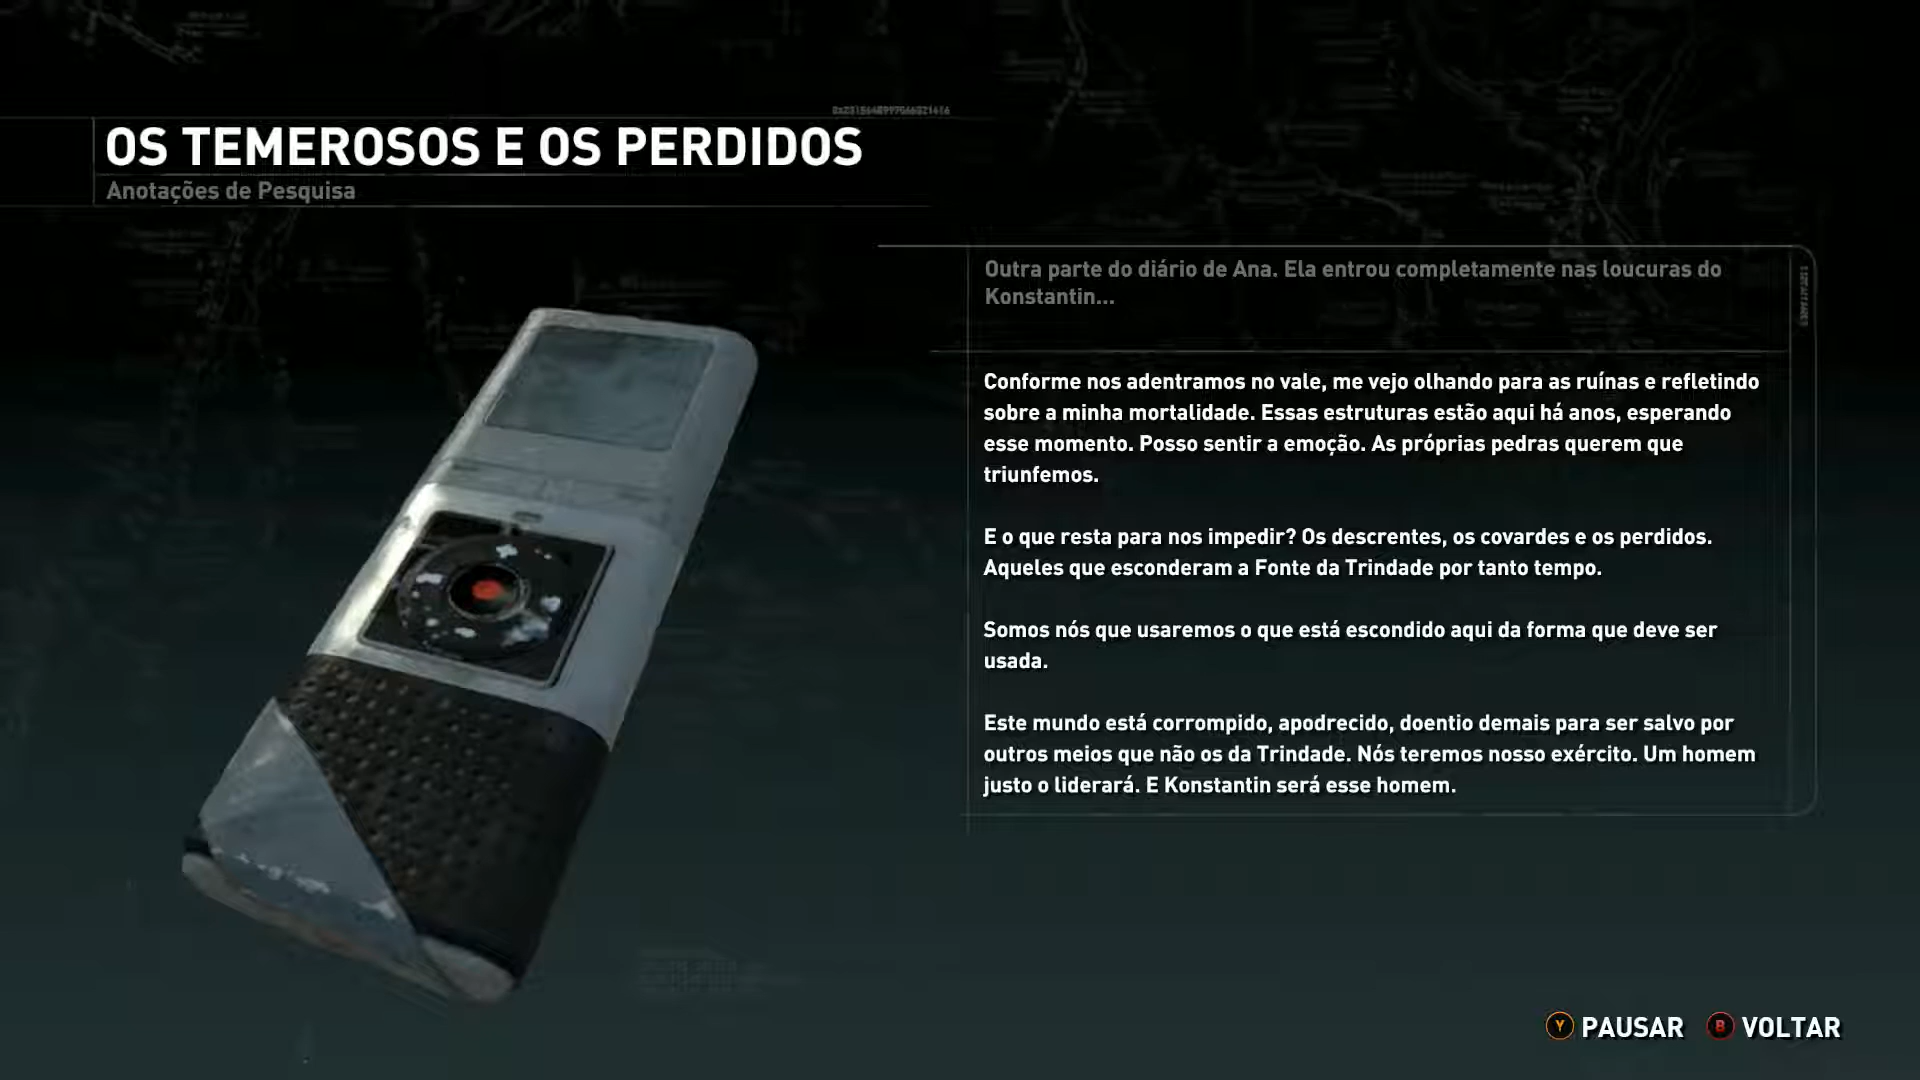 OS TEMEROSOS E OS PERDIDOS
Anotações de Pesquisa
Outra parte do diário de Ana. Ela entrou completamente nas loucuras do
Konstantin...
Conforme nos adentramos no vale, me vejo olhando para as ruínas e refletindo
sobre a minha mortalidade. Essas estruturas estão aqui há anos, esperando
esse momento. Posso sentir a emoção. As próprias pedras querem que
triunfemos.
E o que resta para nos impedir? Os descrentes, os covardes e os perdidos.
Aqueles que esconderam a Fonte da Trindade por tanto tempo.
Somos nós que usaremos o que está escondido aqui da forma que deve ser
usada.
Este mundo está corrompido, apodrecido, doentio demais para ser salvo por
outros meios que não os da Trindade. Nós teremos nosso exército. Um homem
justo o liderará. E Konstantin será esse homem.
Y PAUSAR B VOLTAR